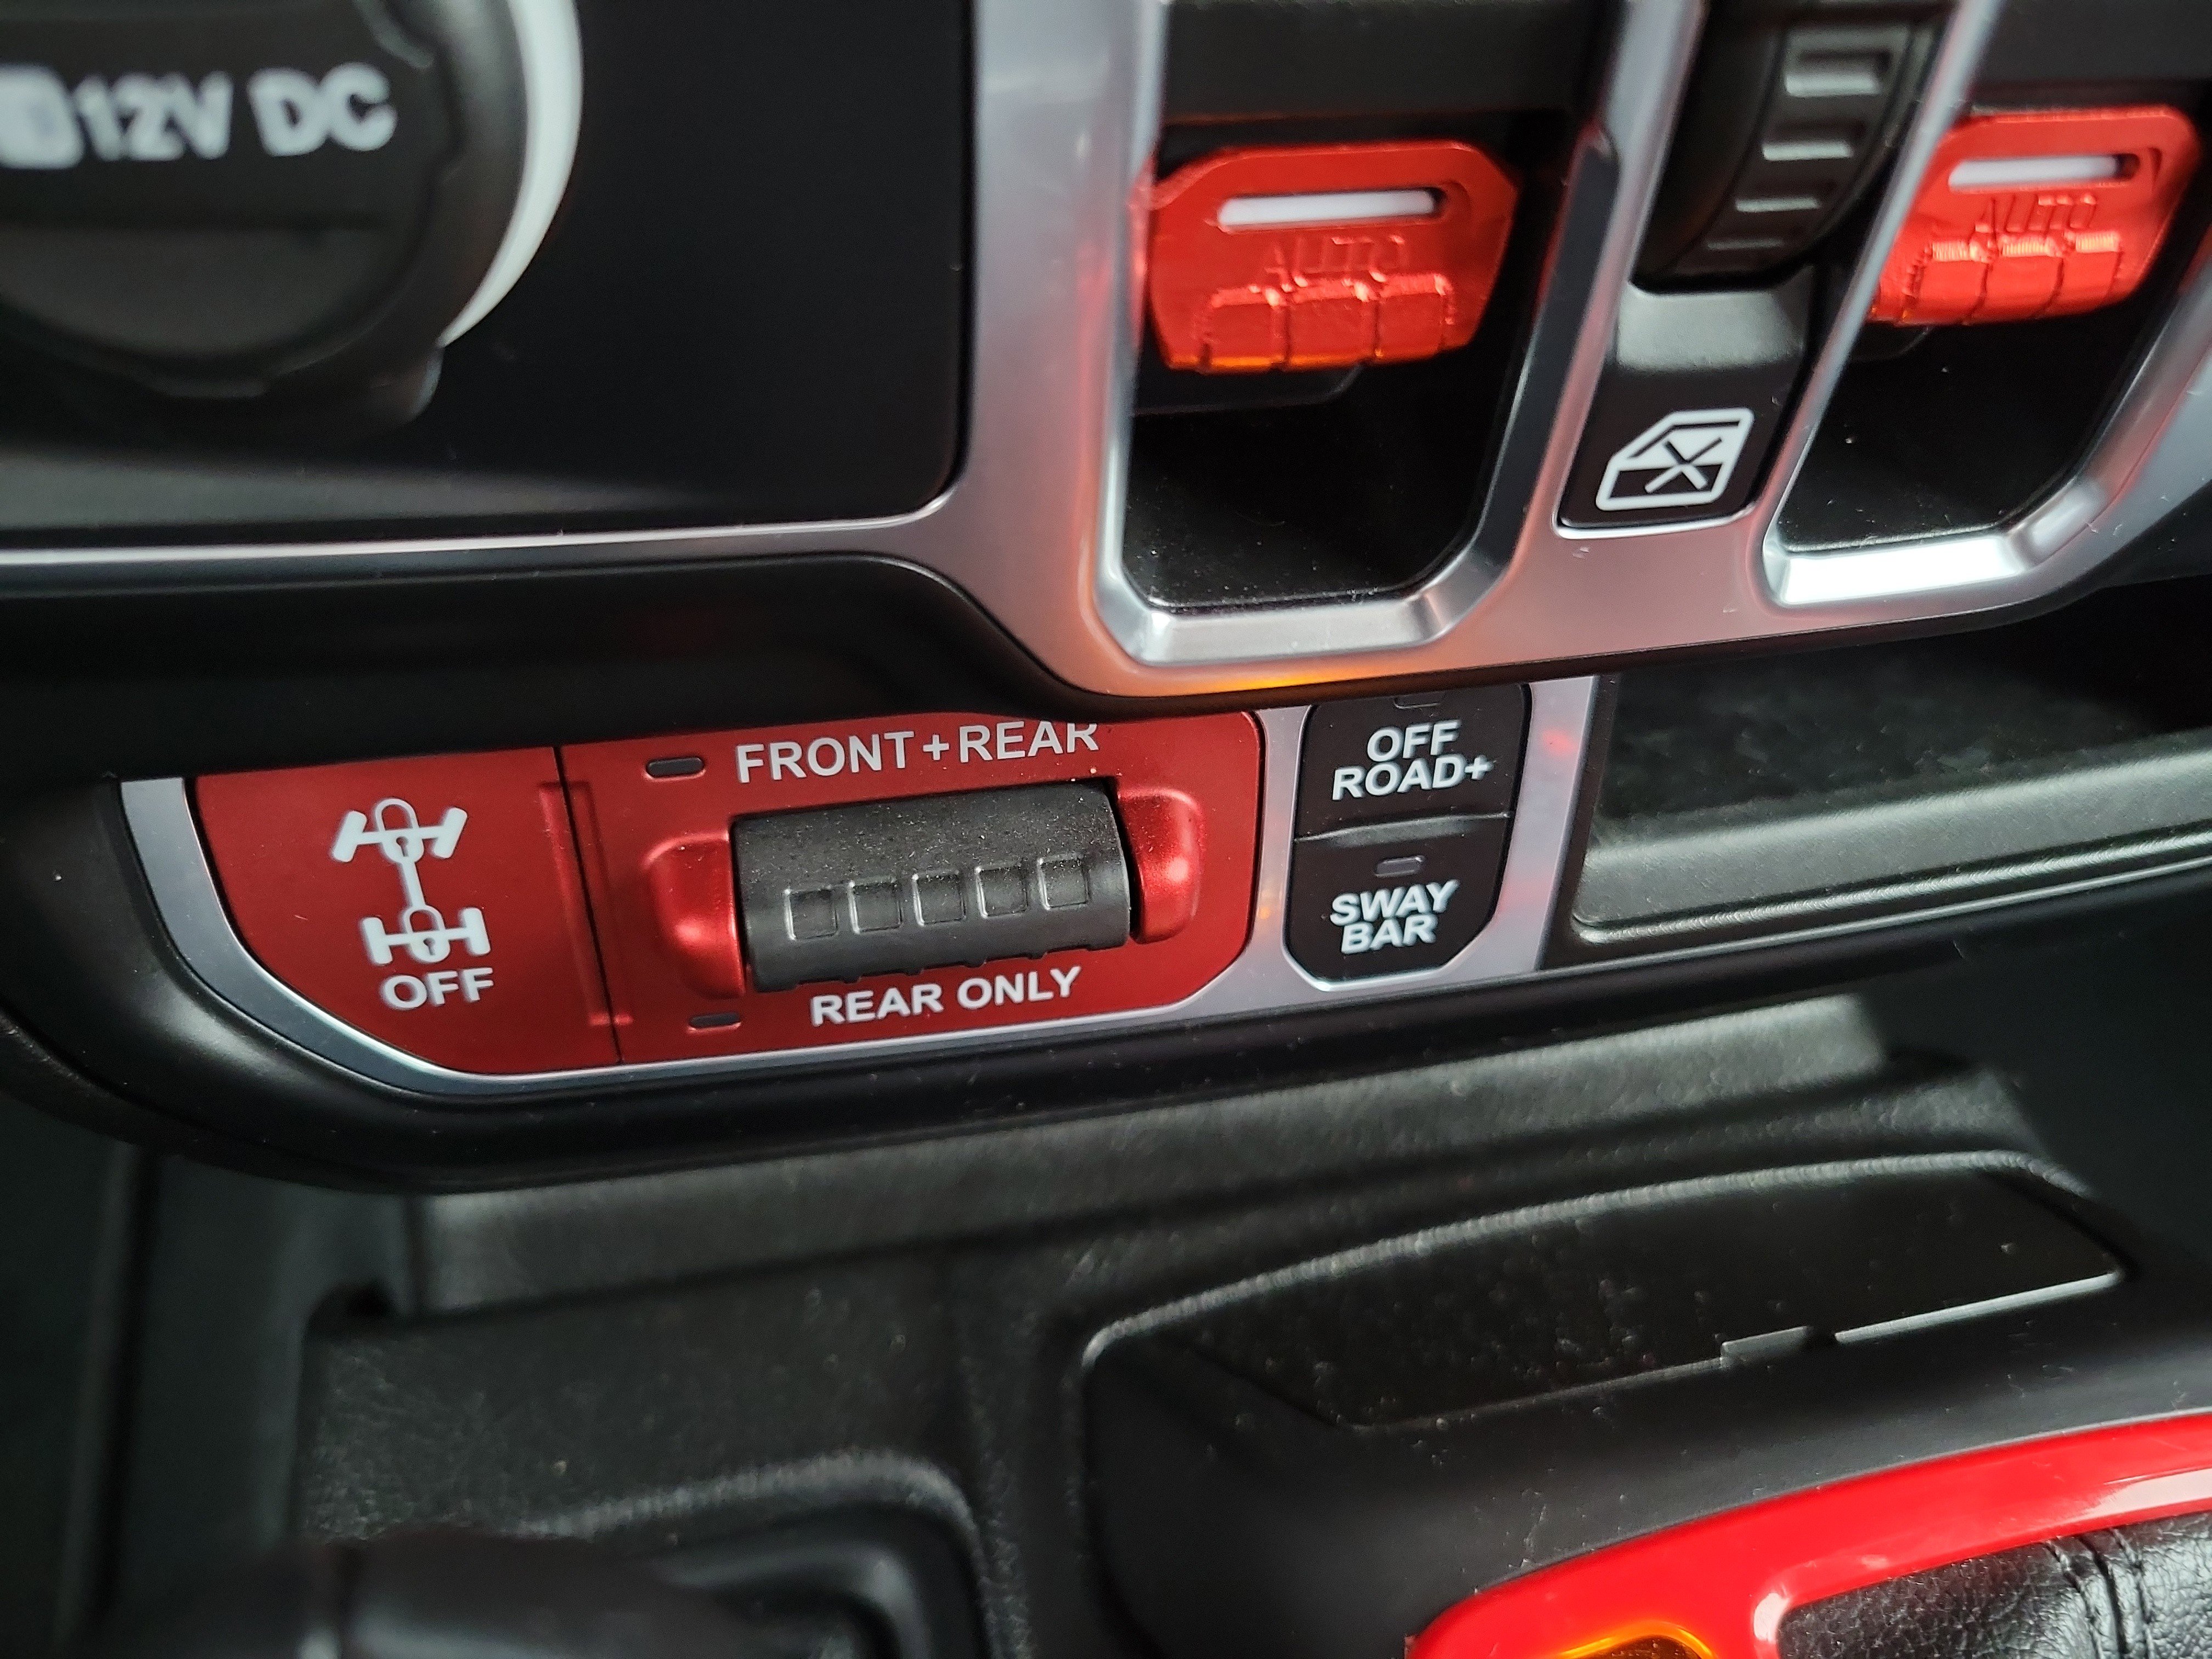 12V DC
AUTO
AUTO
FRONT + REAR
OFF
ROAD+
SWAY
BAR
OFF
REAR ONLY